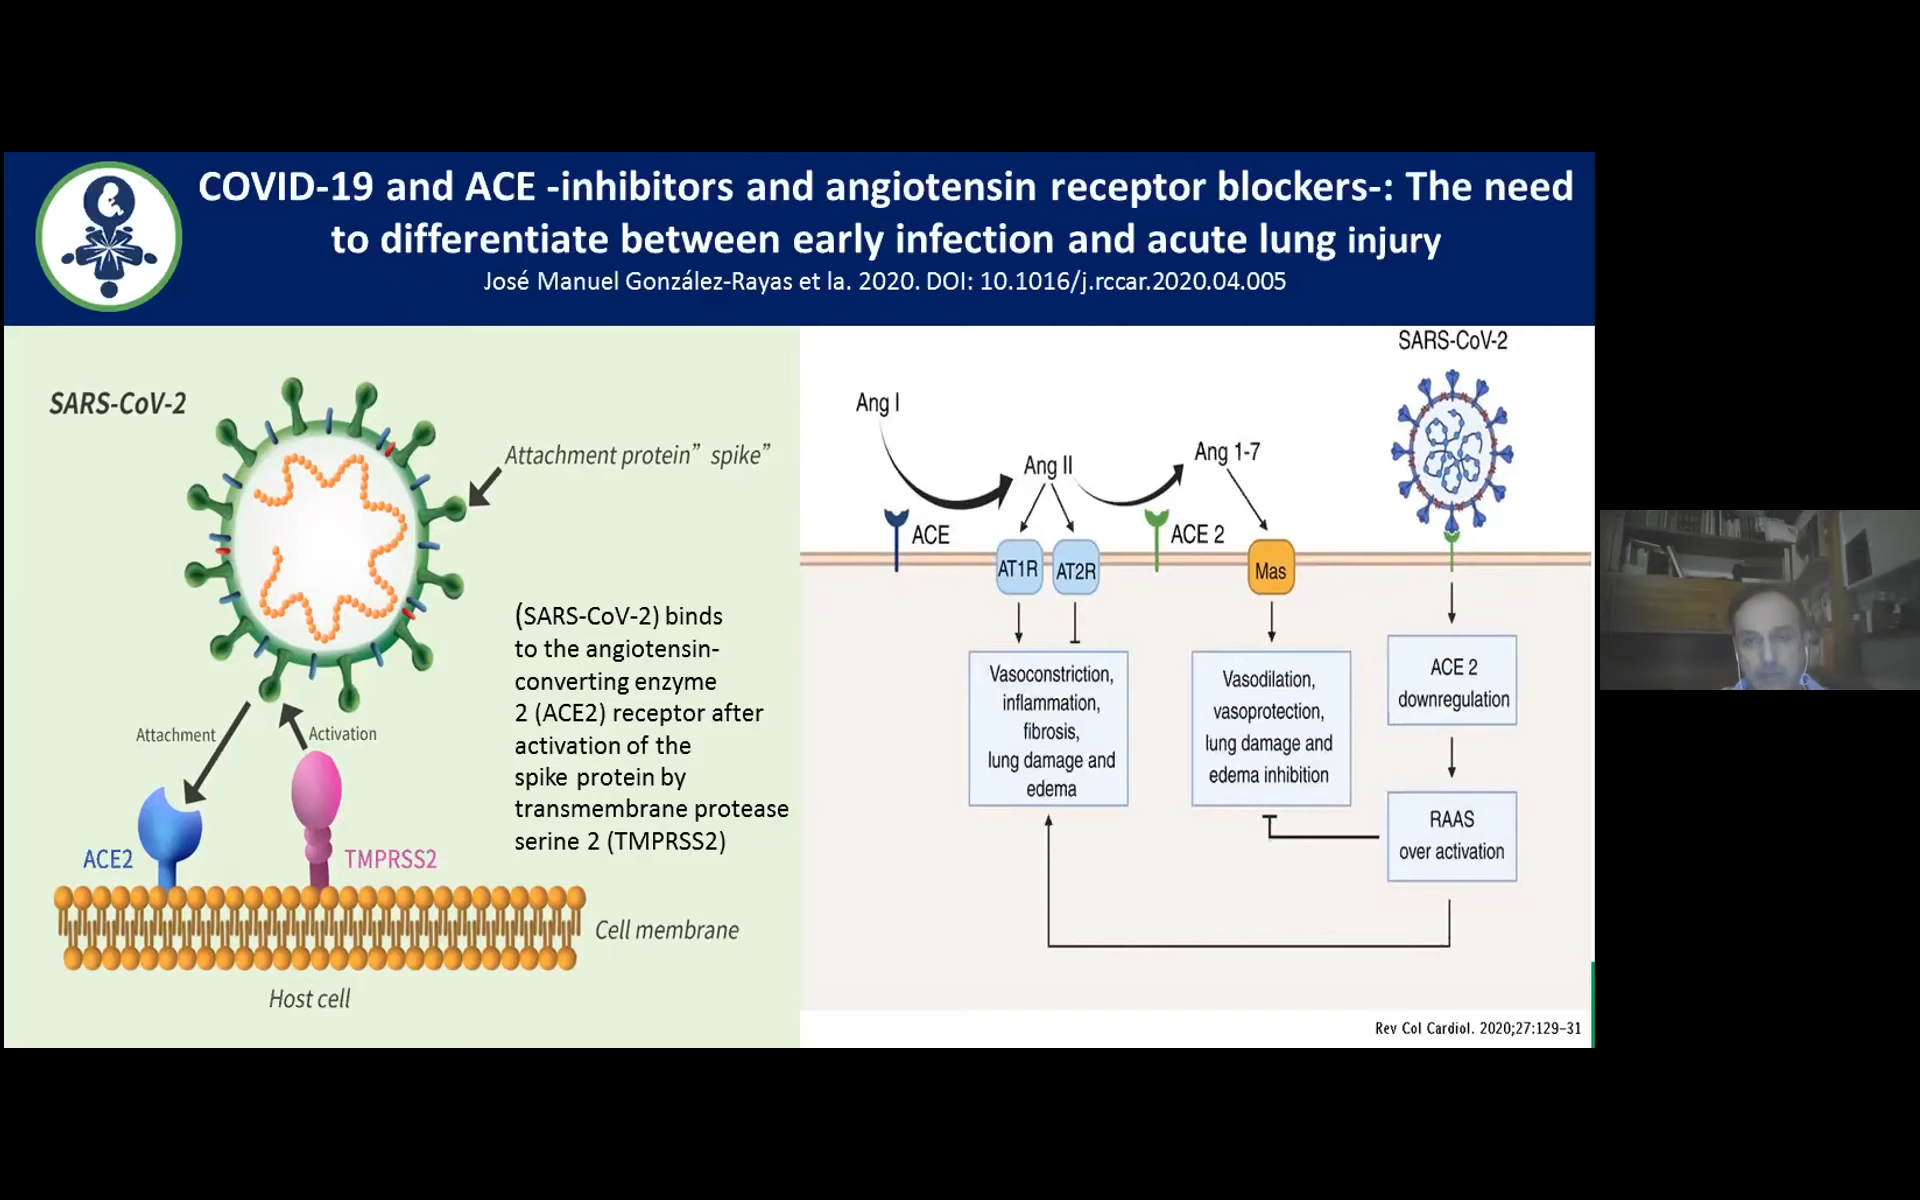 COVID-19 and ACE -inhibitors and angiotensin receptor blockers-: The need
to differentiate between early infection and acute lung injury
José Manuel González-Rayas et la. 2020. DOI: 10.1016/j.rccar.2020.04.005
SARS-CoV-2
Attachment protein” spike”
(SARS-CoV-2) binds
to the angiotensin-
converting enzyme
2 (ACE2) receptor after
activation of the
spike protein by
transmembrane protease
serine 2 (TMPRSS2)
Attachment
Activation
ACE2
TMPRSS2
Cell membrane
Host cell
SARS-CoV-2
Ang I
Ang II
Ang 1-7
ACE
ACE 2
AT1R
AT2R
Mas
Vasoconstriction,
inflammation,
fibrosis,
lung damage and
edema
Vasodilation,
vasoprotection,
lung damage and
edema inhibition
ACE 2
downregulation
RAAS
over activation
Rev Col Cardiol. 2020;27:129-31